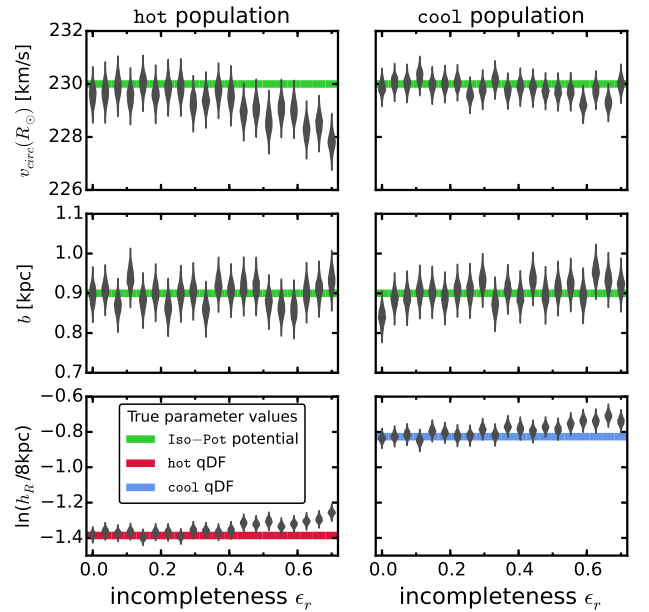 hot population
cool population
v_circ(R_⊙) [km/s]
232
230
228
226
b [kpc]
1.1
1.0
0.9
0.8
0.7
ln(h_R/8kpc)
−0.6
−0.8
−1.0
−1.2
−1.4
True parameter values
Iso−Pot potential
hot qDF
cool qDF
0.0 0.2 0.4 0.6
0.0 0.2 0.4 0.6
incompleteness ϵ_r
incompleteness ϵ_r